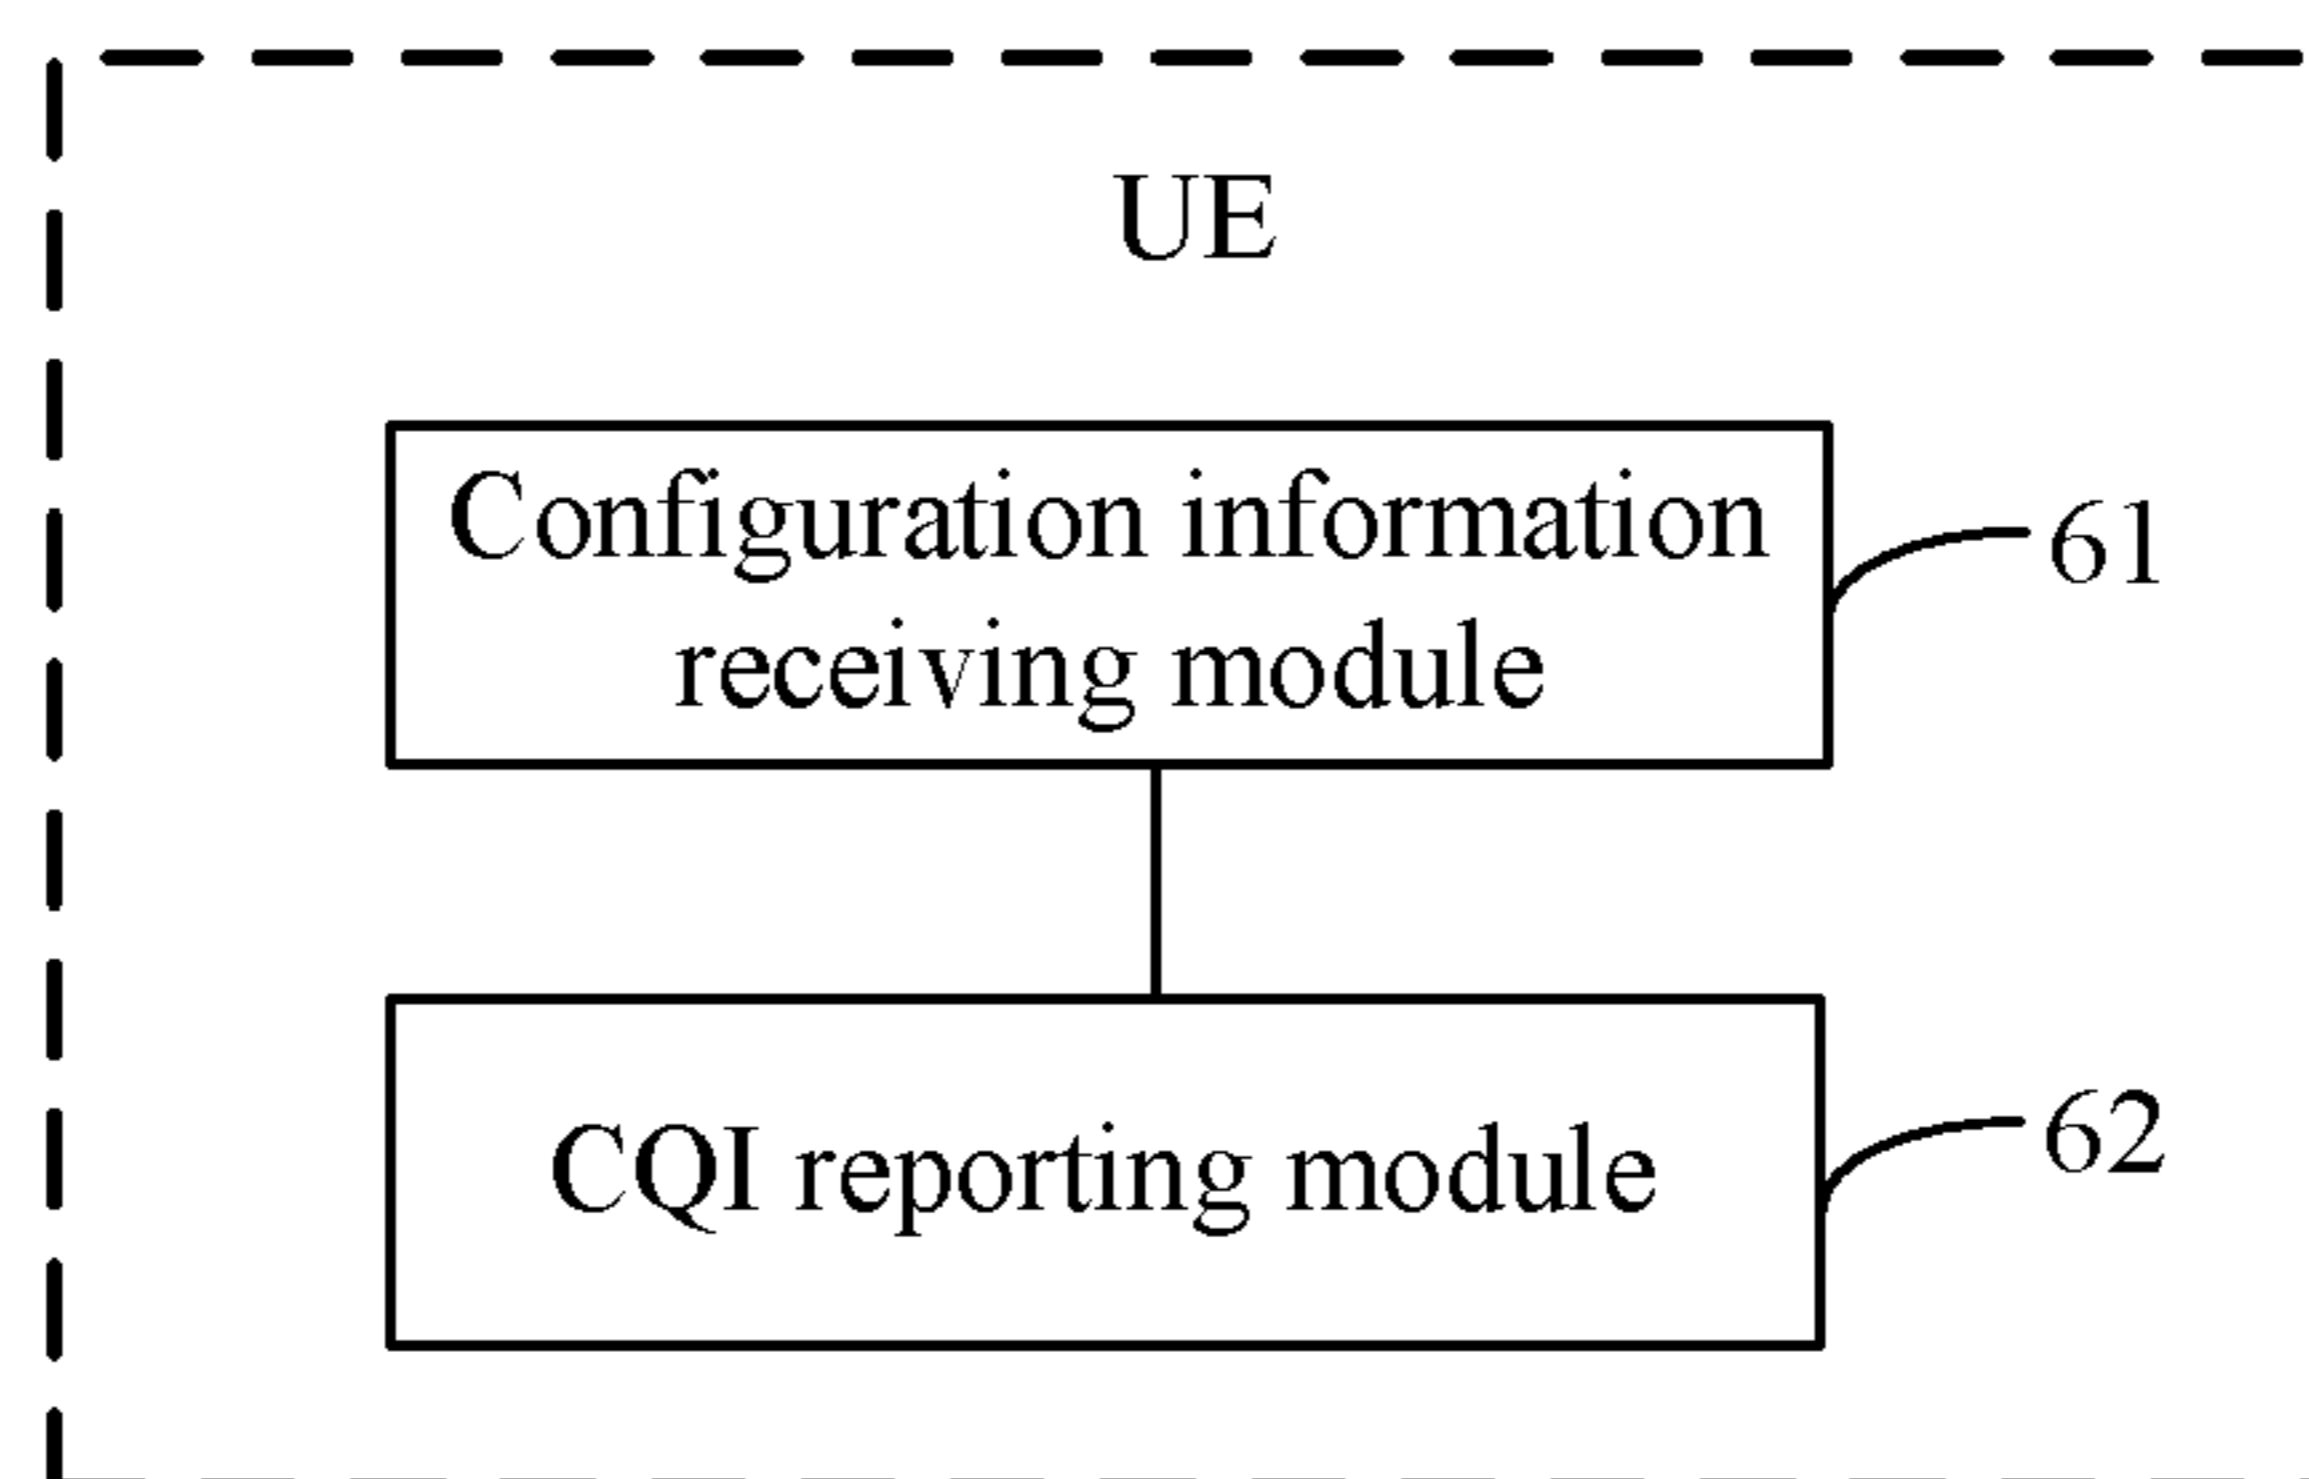 UE
Configuration information
receiving module
61
CQI reporting module
62